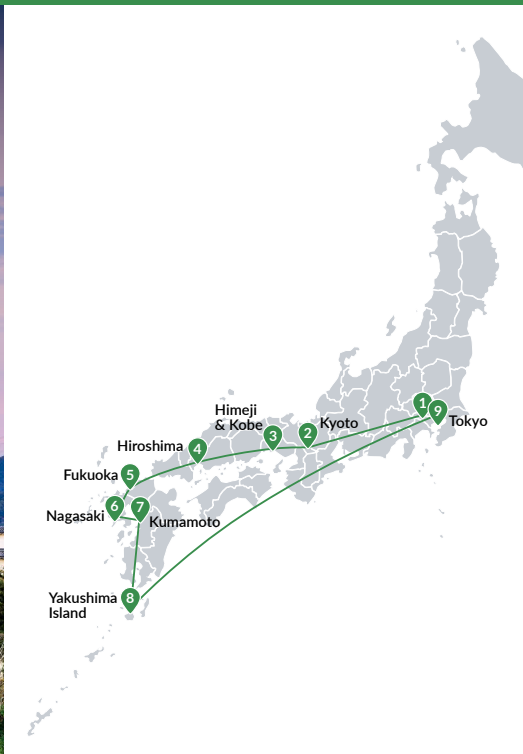 1
9
Tokyo
Himeji
& Kobe
3
2
Kyoto
Hiroshima
4
Fukuoka
5
Nagasaki
6
7
Kumamoto
Yakushima
Island
8